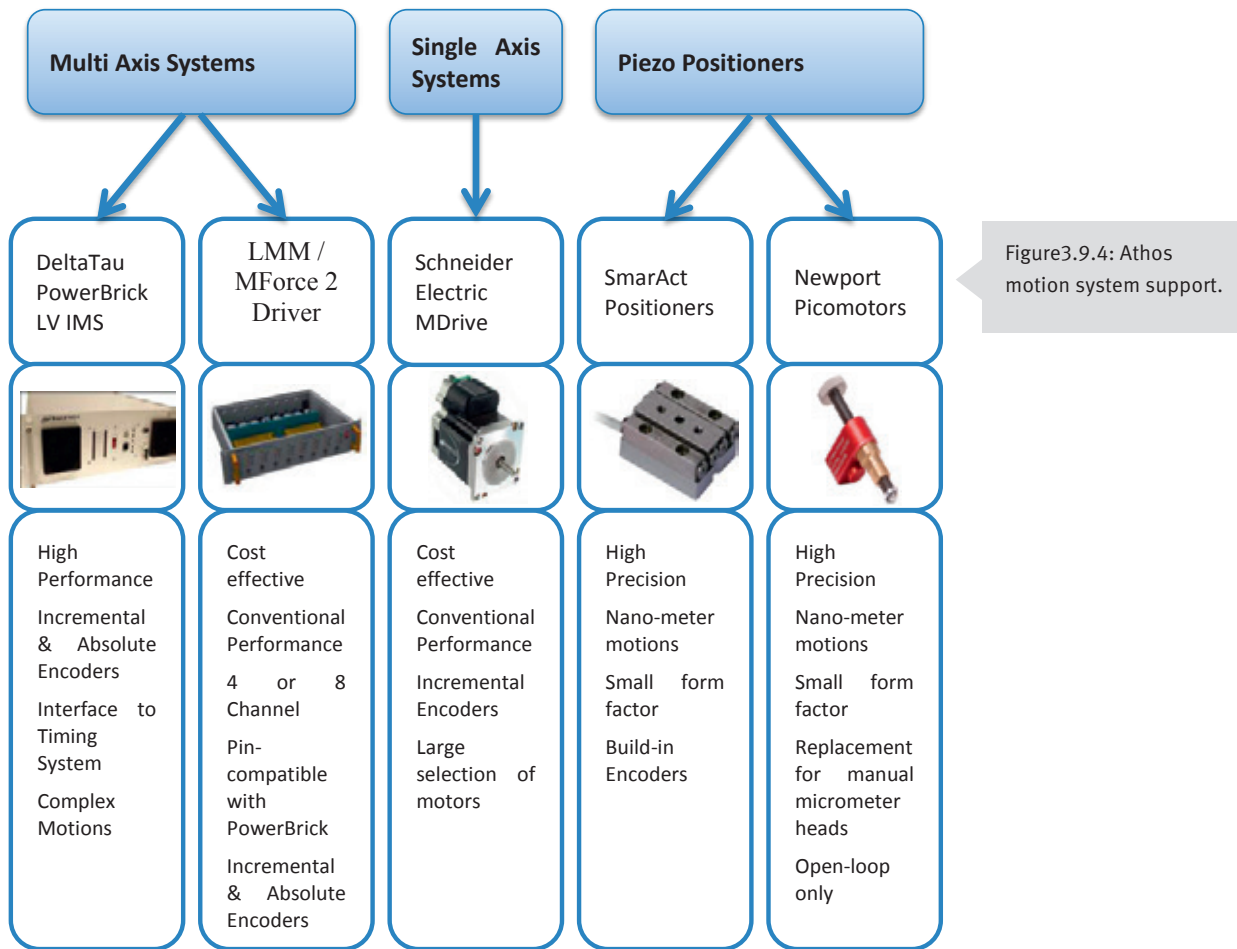 Multi Axis Systems
Single Axis
Systems
Piezo Positioners
DeltaTau
PowerBrick
LV IMS
LMM /
MForce 2
Driver
Schneider
Electric
MDrive
SmarAct
Positioners
Newport
Picomotors
Figure3.9.4: Athos
motion system support.
High
Performance
Incremental
& Absolute
Encoders
Interface to
Timing
System
Complex
Motions
Cost
effective
Conventional
Performance
4 or 8
Channel
Pin-
compatible
with
PowerBrick
Incremental
& Absolute
Encoders
Cost
effective
Conventional
Performance
Incremental
Encoders
Large
selection of
motors
High
Precision
Nano-meter
motions
Small form
factor
Build-in
Encoders
High
Precision
Nano-meter
motions
Small form
factor
Replacement
for manual
micrometer
heads
Open-loop
only